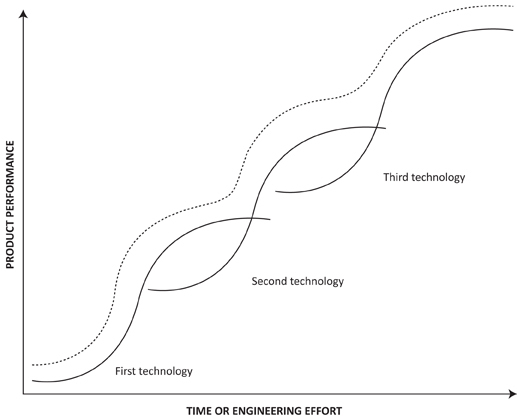 PRODUCT PERFORMANCE
Third technology
Second technology
First technology
TIME OR ENGINEERING EFFORT